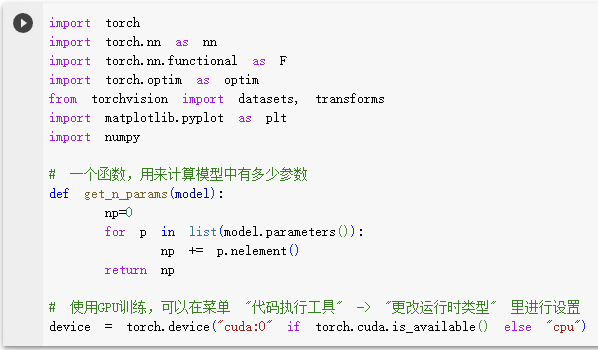 import torch
import torch.nn as nn
import torch.nn.functional as F
import torch.optim as optim
from torchvision import datasets, transforms
import matplotlib.pyplot as plt
import numpy

# 一个函数，用来计算模型中有多少参数
def get_n_params(model):
    np=0
    for p in list(model.parameters()):
        np += p.nelement()
    return np

# 使用GPU训练，可以在菜单 "代码执行工具" -> "更改运行时类型" 里进行设置
device = torch.device("cuda:0" if torch.cuda.is_available() else "cpu")